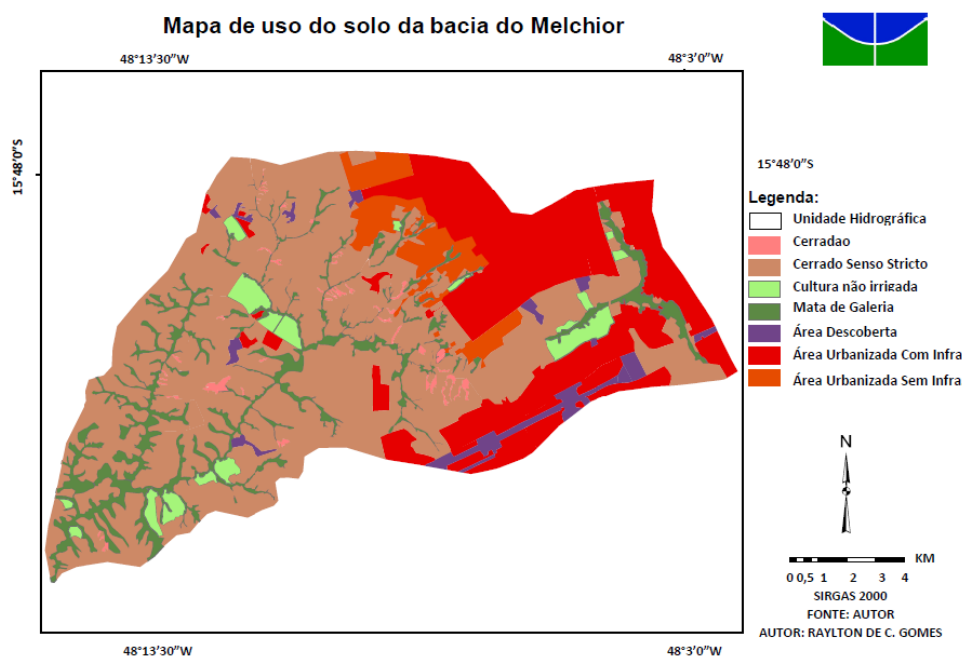 Mapa de uso do solo da bacia do Melchior
48°13'30"W
48°3'0"W
15°48'0"S
15°48'0"S
Legenda:
Unidade Hidrográfica
Cerradao
Cerrado Senso Stricto
Cultura não irrigada
Mata de Galeria
Área Descoberta
Área Urbanizada Com Infra
Área Urbanizada Sem Infra
N
KM
0 0,5 1 2 3 4
SIRGAS 2000
FONTE: AUTOR
AUTOR: RAYLTON DE C. GOMES
48°13'30"W
48°3'0"W